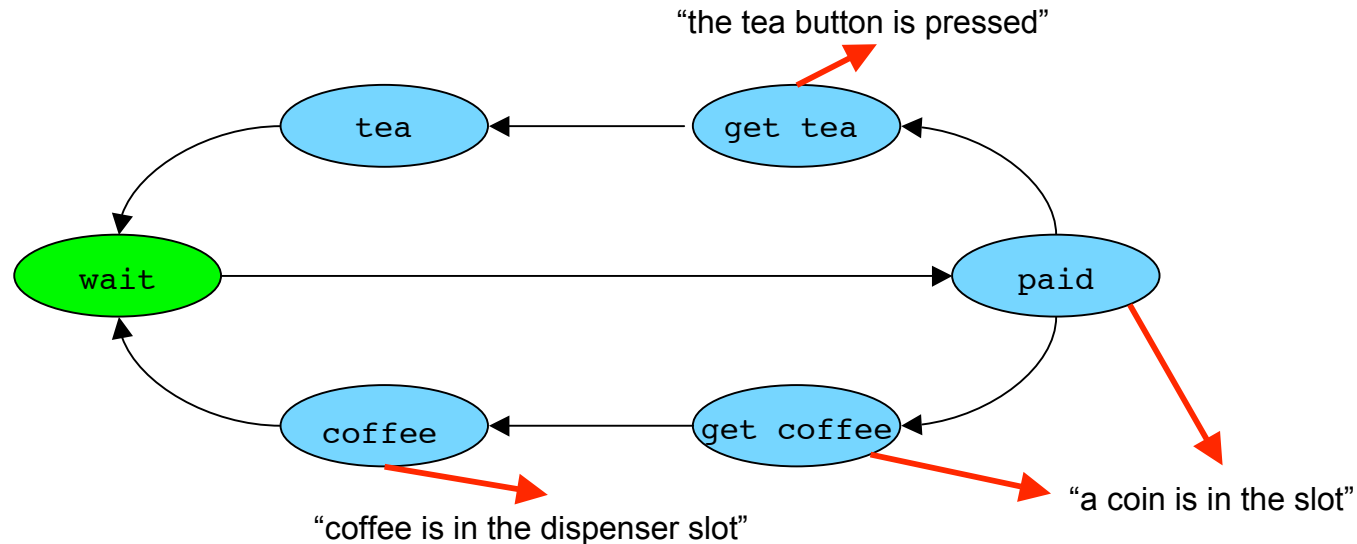 “the tea button is pressed”
tea
get tea
wait
paid
coffee
get coffee
“a coin is in the slot”
“coffee is in the dispenser slot”